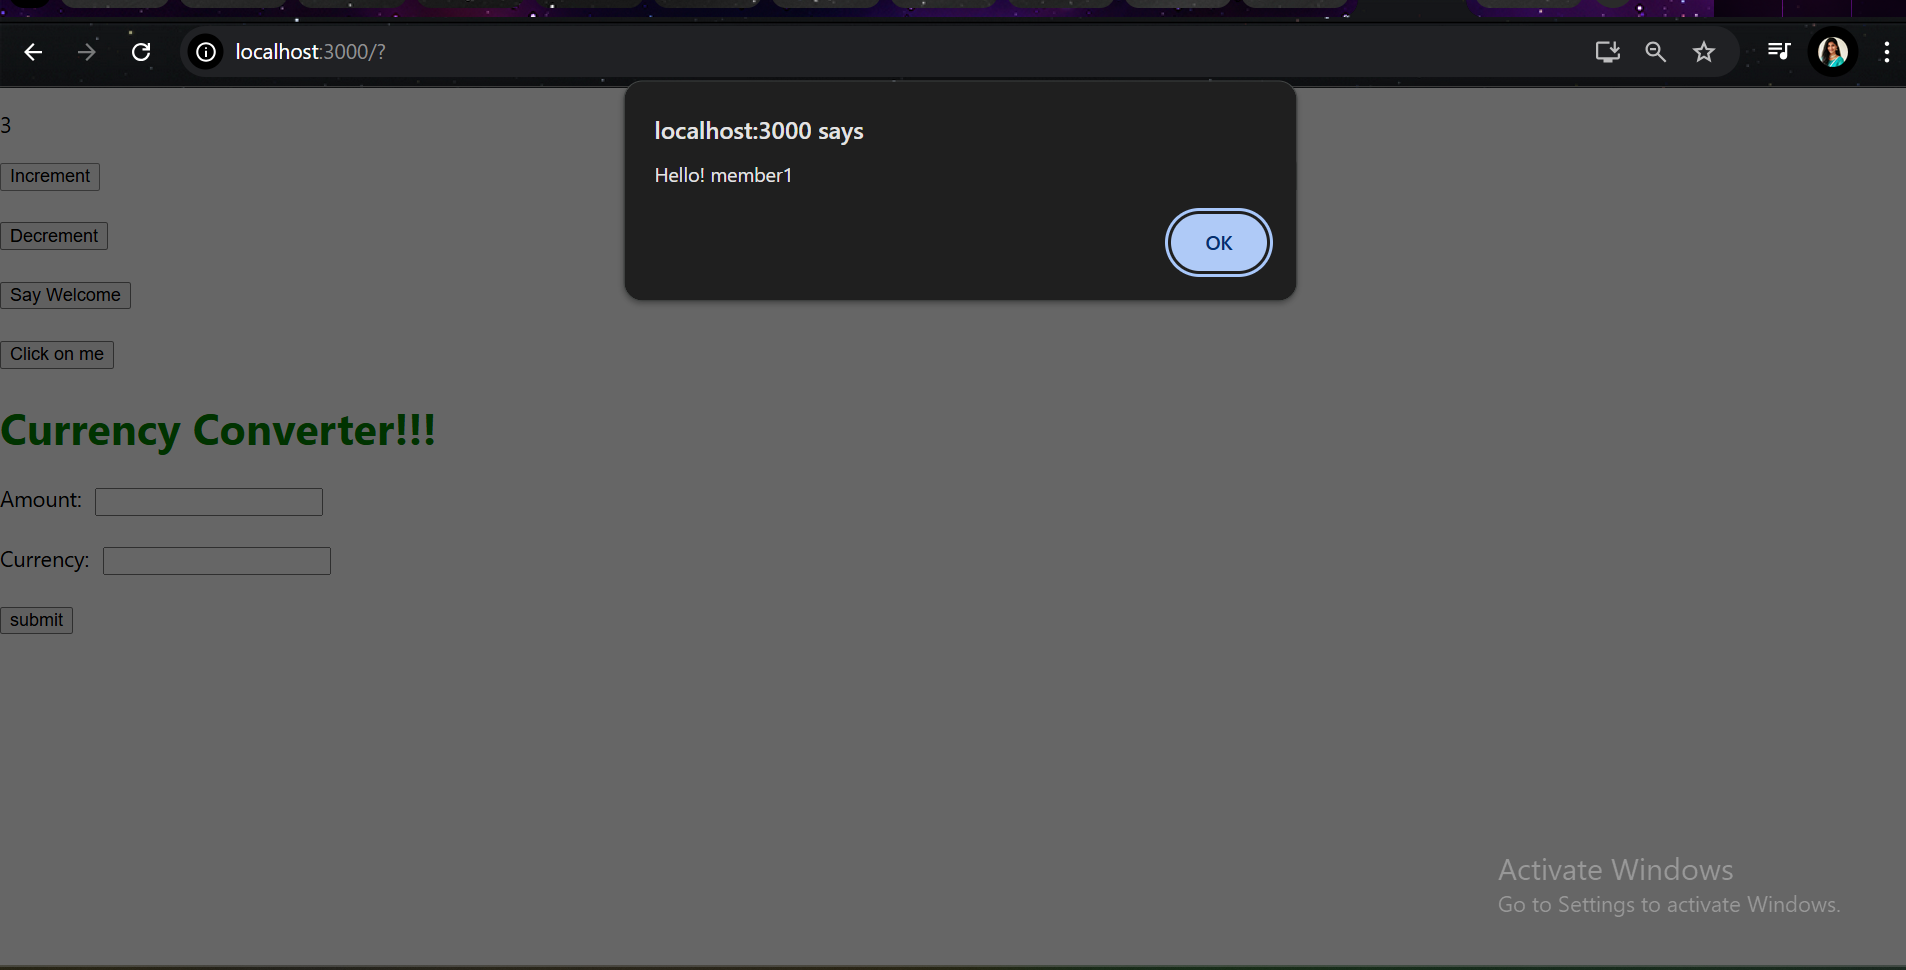 localhost:3000/?
localhost:3000 says
Hello! member1
OK
3
Increment
Decrement
Say Welcome
Click on me
Currency Converter!!!
Amount:
Currency:
submit
Activate Windows
Go to Settings to activate Windows.